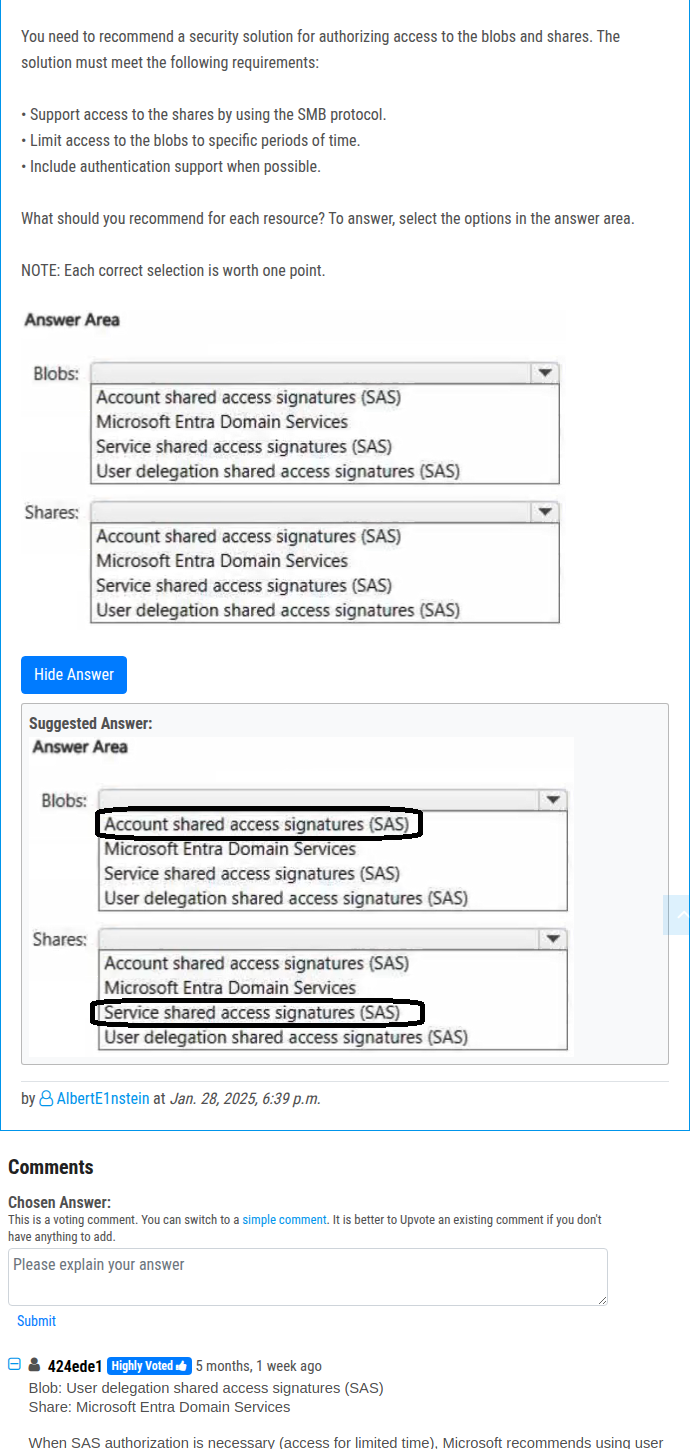 You need to recommend a security solution for authorizing access to the blobs and shares. The
solution must meet the following requirements:
• Support access to the shares by using the SMB protocol.
• Limit access to the blobs to specific periods of time.
• Include authentication support when possible.
What should you recommend for each resource? To answer, select the options in the answer area.
NOTE: Each correct selection is worth one point.
Answer Area
Blobs:
Account shared access signatures (SAS)
Microsoft Entra Domain Services
Service shared access signatures (SAS)
User delegation shared access signatures (SAS)
Shares:
Account shared access signatures (SAS)
Microsoft Entra Domain Services
Service shared access signatures (SAS)
User delegation shared access signatures (SAS)
Hide Answer
Suggested Answer:
Answer Area
Blobs:
Account shared access signatures (SAS)
Microsoft Entra Domain Services
Service shared access signatures (SAS)
User delegation shared access signatures (SAS)
Shares:
Account shared access signatures (SAS)
Microsoft Entra Domain Services
Service shared access signatures (SAS)
User delegation shared access signatures (SAS)
by AlbertE1nstein at Jan. 28, 2025, 6:39 p.m.
Comments
Chosen Answer:
This is a voting comment. You can switch to a simple comment. It is better to Upvote an existing comment if you don't
have anything to add.
Please explain your answer
Submit
424ede1 Highly Voted 5 months, 1 week ago
Blob: User delegation shared access signatures (SAS)
Share: Microsoft Entra Domain Services
When SAS authorization is necessary (access for limited time), Microsoft recommends using user